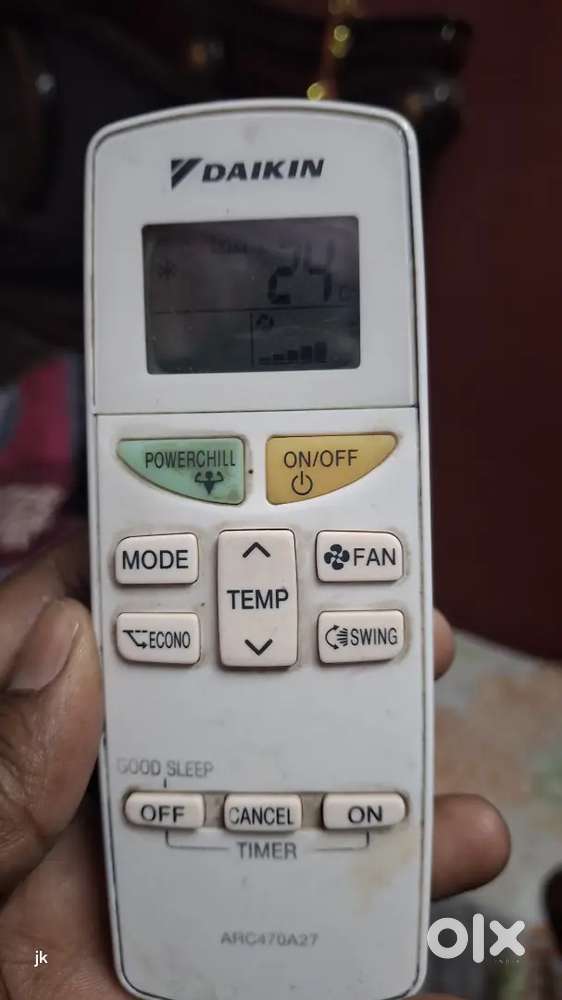 DAIKIN
24 C
POWERCHILL
ON/OFF
MODE
TEMP
FAN
ECONO
SWING
GOOD SLEEP
OFF
CANCEL
ON
TIMER
ARC470A27
jk
olx
INDIA